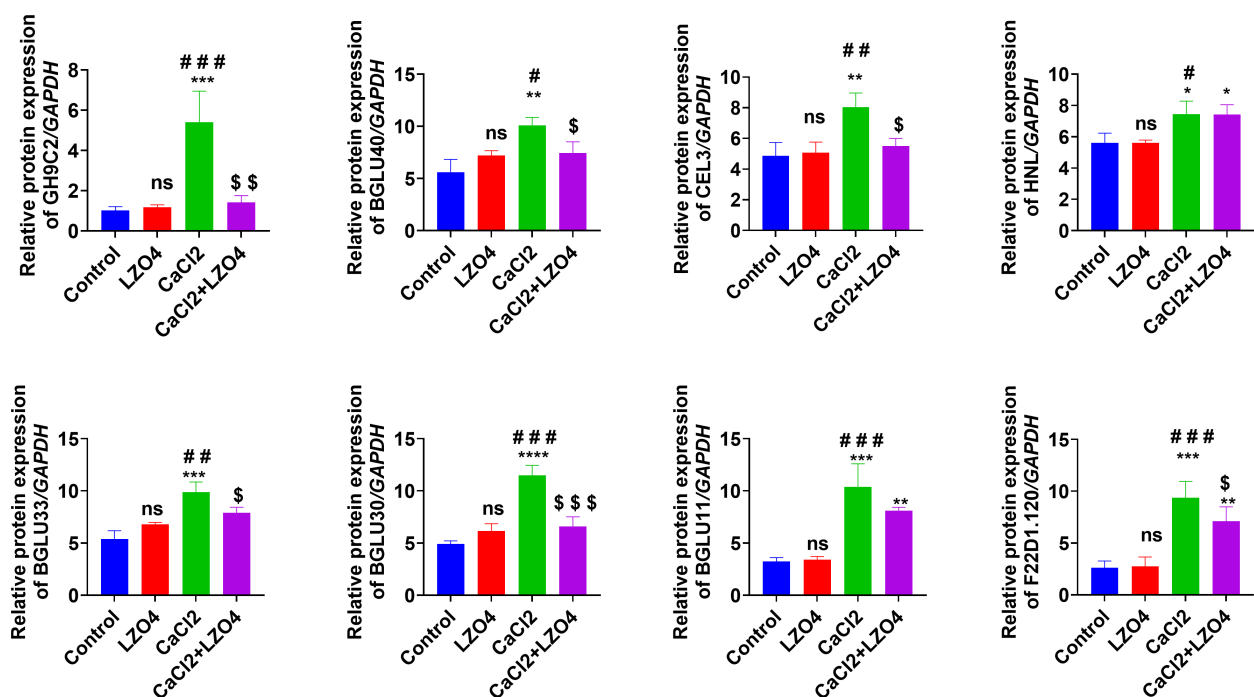 Relative protein expression
of GH9C2/GAPDH
8
6
4
2
0
# # #
***
ns
$ $
Control
LZO4
CaCl2
CaCl2+LZO4
Relative protein expression
of BGLU40/GAPDH
15
10
5
0
#
**
ns
$
Control
LZO4
CaCl2
CaCl2+LZO4
Relative protein expression
of CEL3/GAPDH
10
8
6
4
2
0
# #
**
ns
$
Control
LZO4
CaCl2
CaCl2+LZO4
Relative protein expression
of HNL/GAPDH
10
8
6
4
2
0
#
*
*
ns
Control
LZO4
CaCl2
CaCl2+LZO4
Relative protein expression
of BGLU33/GAPDH
15
10
5
0
# #
***
ns
$
Control
LZO4
CaCl2
CaCl2+LZO4
Relative protein expression
of BGLU30/GAPDH
15
10
5
0
# # #
****
ns
$ $ $
Control
LZO4
CaCl2
CaCl2+LZO4
Relative protein expression
of BGLU11/GAPDH
15
10
5
0
# # #
***
ns
**
Control
LZO4
CaCl2
CaCl2+LZO4
Relative protein expression
of F22D1.120/GAPDH
15
10
5
0
# # #
***
ns
$
**
Control
LZO4
CaCl2
CaCl2+LZO4